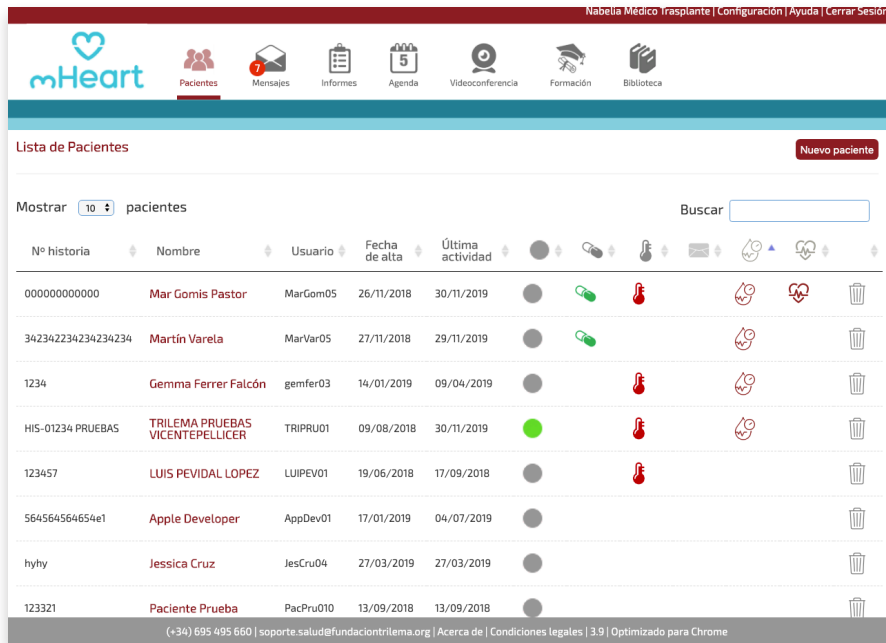 Nabelia Médico Trasplante | Configuración | Ayuda | Cerrar Sesión
mHeart
Pacientes 7 Mensajes Informes 5 Agenda Videoconferencia Formación Biblioteca
Lista de Pacientes Nuevo paciente
Mostrar 10 pacientes Buscar
Nº historia Nombre Usuario Fecha de alta Última actividad
000000000000 Mar Gomis Pastor MarGom05 26/11/2018 30/11/2019
342342234234234234 Martín Varela MarVar05 27/11/2018 29/11/2019
1234 Gemma Ferrer Falcón gemfer03 14/01/2019 09/04/2019
HIS-01234 PRUEBAS TRILEMA PRUEBAS VICENTEPELLICER TRIPRU01 09/08/2018 30/11/2019
123457 LUIS PEVIDAL LOPEZ LUIPEV01 19/06/2018 17/09/2018
564564564654e1 Apple Developer AppDev01 17/01/2019 04/07/2019
hyhy Jessica Cruz JesCru04 27/03/2019 27/03/2019
123321 Paciente Prueba PacPru010 13/09/2018 13/09/2018
(+34) 695 495 660 | soporte.salud@fundaciontrilema.org | Acerca de | Condiciones legales | 3.9 | Optimizado para Chrome